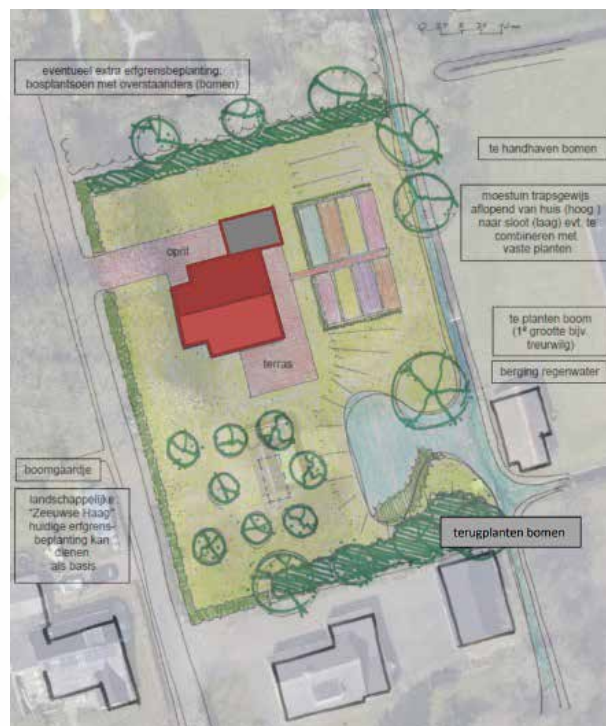 eventueel extra erfgrensbeplanting,
bosplantsoen met overstaanders (bomen)
te handhaven bomen
moestuin trapsgewijs
aflopend van huis (hoog )
naar sloot (laag) evt. te
combineren met
vaste planten
oprit
te planten boom
(1ᵉ grootte bijv.
treurwilg)
terras
berging regenwater
boomgaardje
landschappelijke
"Zeeuwse Haag"
huidige erfgrens-
beplanting kan
dienen
als basis
terugplanten bomen